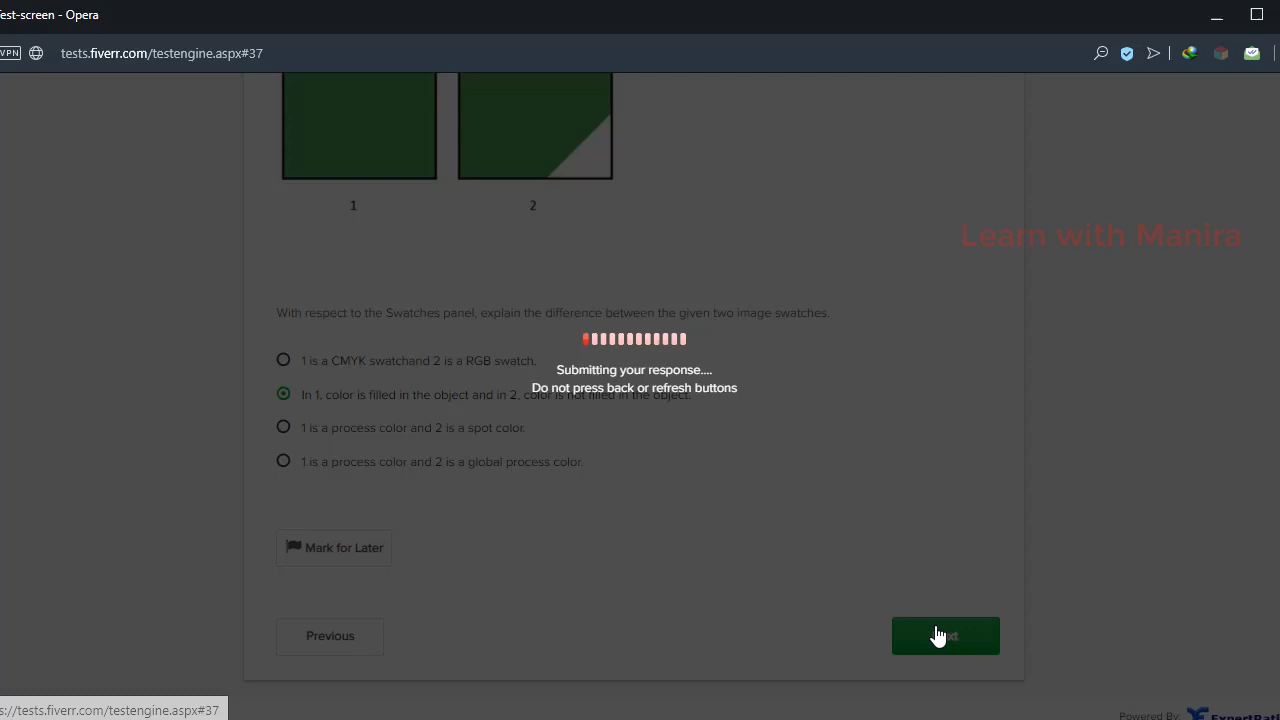 Test-screen - Opera
VPN
tests.fiverr.com/testengine.aspx#37
1
2
Learn with Manira
With respect to the Swatches panel, explain the difference between the given two image swatches.
Submitting your response....
Do not press back or refresh buttons
1 is a CMYK swatchand 2 is a RGB swatch.
In 1, color is filled in the object and in 2, color is not filled in the object.
1 is a process color and 2 is a spot color.
1 is a process color and 2 is a global process color.
Mark for Later
Previous
Next
s://tests.fiverr.com/testengine.aspx#37
Powered By: